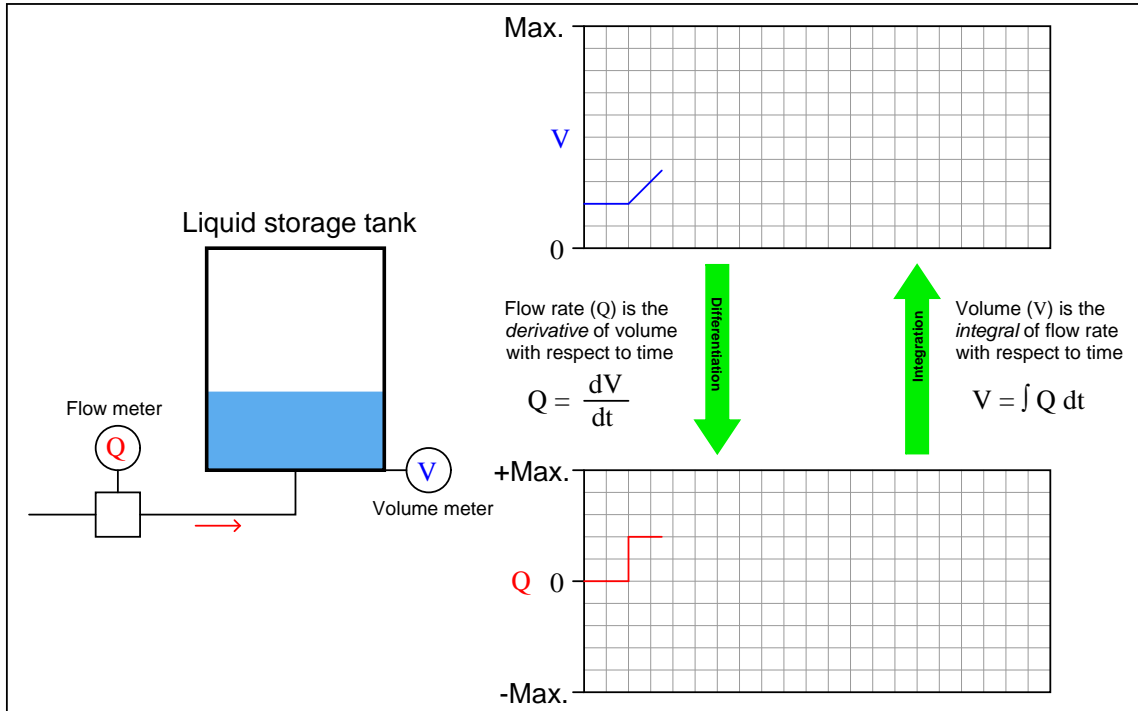 Max.
V
0
Liquid storage tank
Flow meter
Q
V
Volume meter
Flow rate (Q) is the
derivative of volume
with respect to time
Q = dV/dt
Differentiation
Integration
Volume (V) is the
integral of flow rate
with respect to time
V = ∫ Q dt
+Max.
Q 0
-Max.